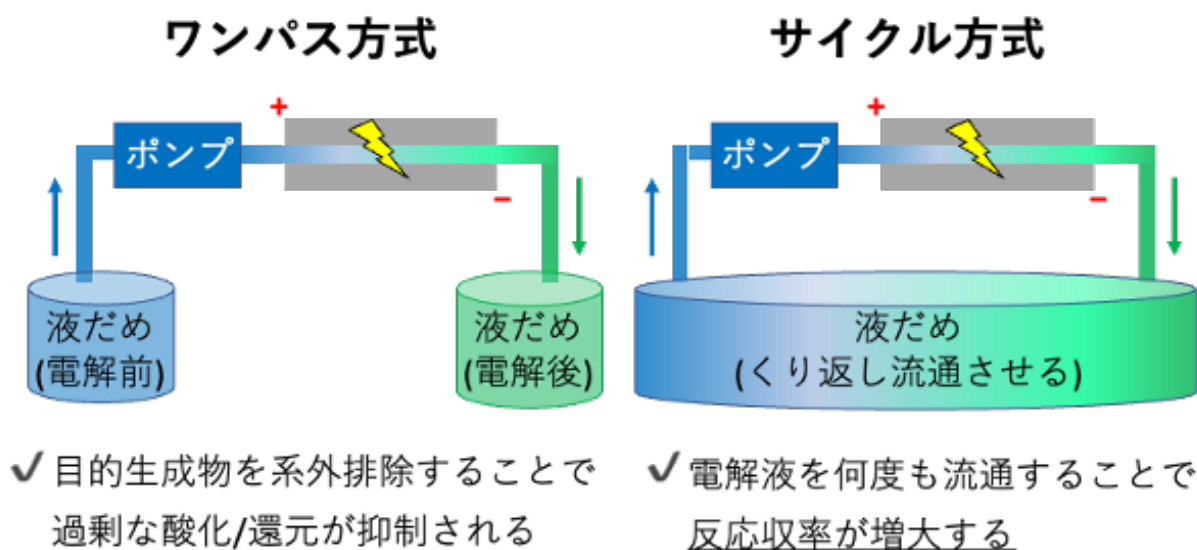 ワンパス方式
サイクル方式
+
ポンプ
−
液だめ
(電解前)
液だめ
(電解後)
+
ポンプ
−
液だめ
(くり返し流通させる)
✓目的生成物を系外排除することで
過剰な酸化/還元が抑制される
✓電解液を何度も流通することで
反応収率が増大する